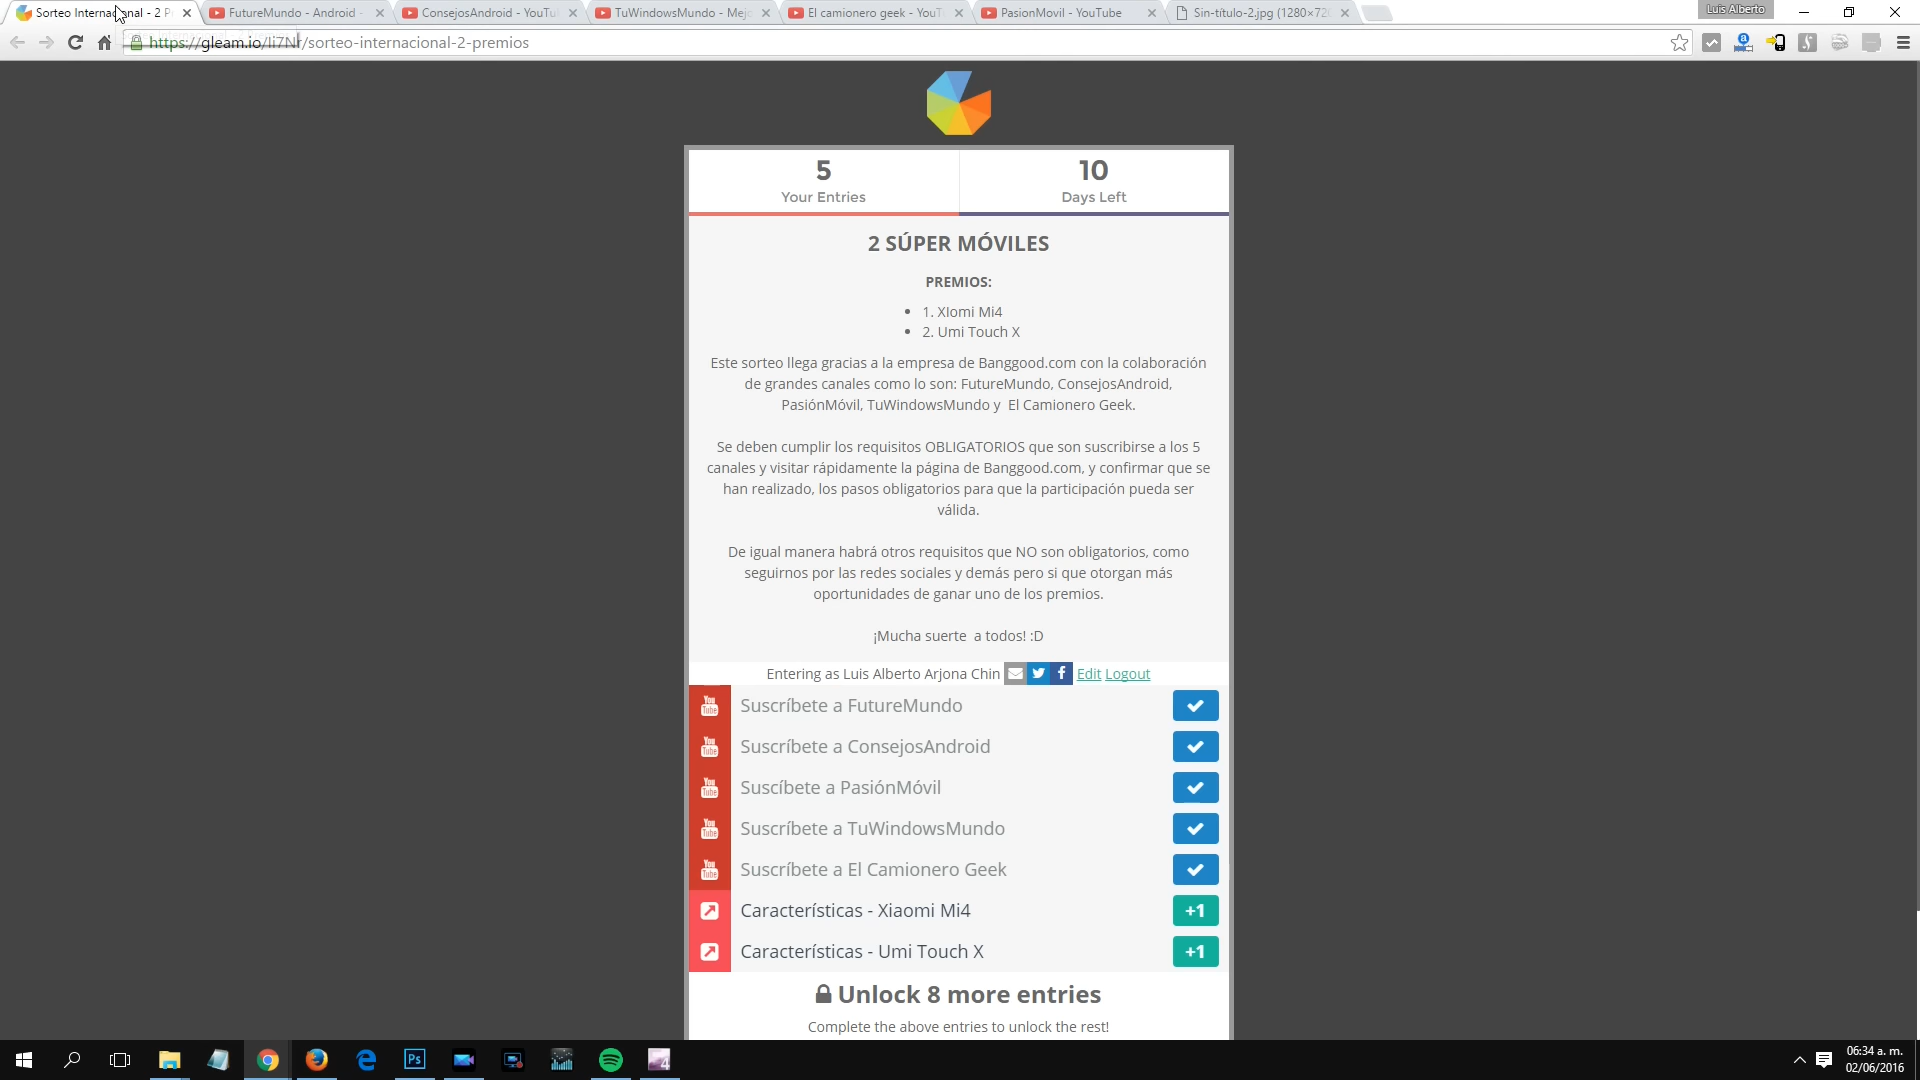 Sorteo Internacional - 2 P
FutureMundo - Android -
ConsejosAndroid - YouTu
TuWindowsMundo - Mej
El camionero geek - YouT
PasionMovil - YouTube
Sin-título-2.jpg (1280×72
Luis Alberto
sorteo-internacional-2-premios
5
Your Entries
10
Days Left
2 SÚPER MÓVILES
PREMIOS:
1. XIomi Mi4
2. Umi Touch X
Este sorteo llega gracias a la empresa de Banggood.com con la colaboración
de grandes canales como lo son: FutureMundo, ConsejosAndroid,
PasiónMóvil, TuWindowsMundo y El Camionero Geek.
Se deben cumplir los requisitos OBLIGATORIOS que son suscribirse a los 5
canales y visitar rápidamente la página de Banggood.com, y confirmar que se
han realizado, los pasos obligatorios para que la participación pueda ser
válida.
De igual manera habrá otros requisitos que NO son obligatorios, como
seguirnos por las redes sociales y demás pero si que otorgan más
oportunidades de ganar uno de los premios.
¡Mucha suerte a todos! :D
Entering as Luis Alberto Arjona Chin Edit Logout
Suscríbete a FutureMundo
Suscríbete a ConsejosAndroid
Suscíbete a PasiónMóvil
Suscríbete a TuWindowsMundo
Suscríbete a El Camionero Geek
Características - Xiaomi Mi4 +1
Características - Umi Touch X +1
Unlock 8 more entries
Complete the above entries to unlock the rest!
06:34 a. m.
02/06/2016